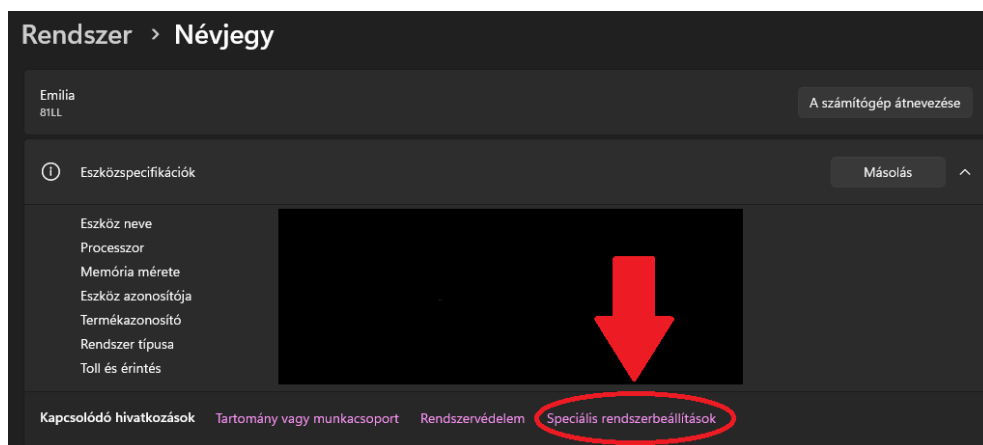 Rendszer > Névjegy
Emilia
81LL
A számítógép átnevezése
Eszközspecifikációk
Másolás
Eszköz neve
Processzor
Memória mérete
Eszköz azonosítója
Termékazonosító
Rendszer típusa
Toll és érintés
Kapcsolódó hivatkozások Tartomány vagy munkacsoport Rendszervédelem Speciális rendszerbeállítások